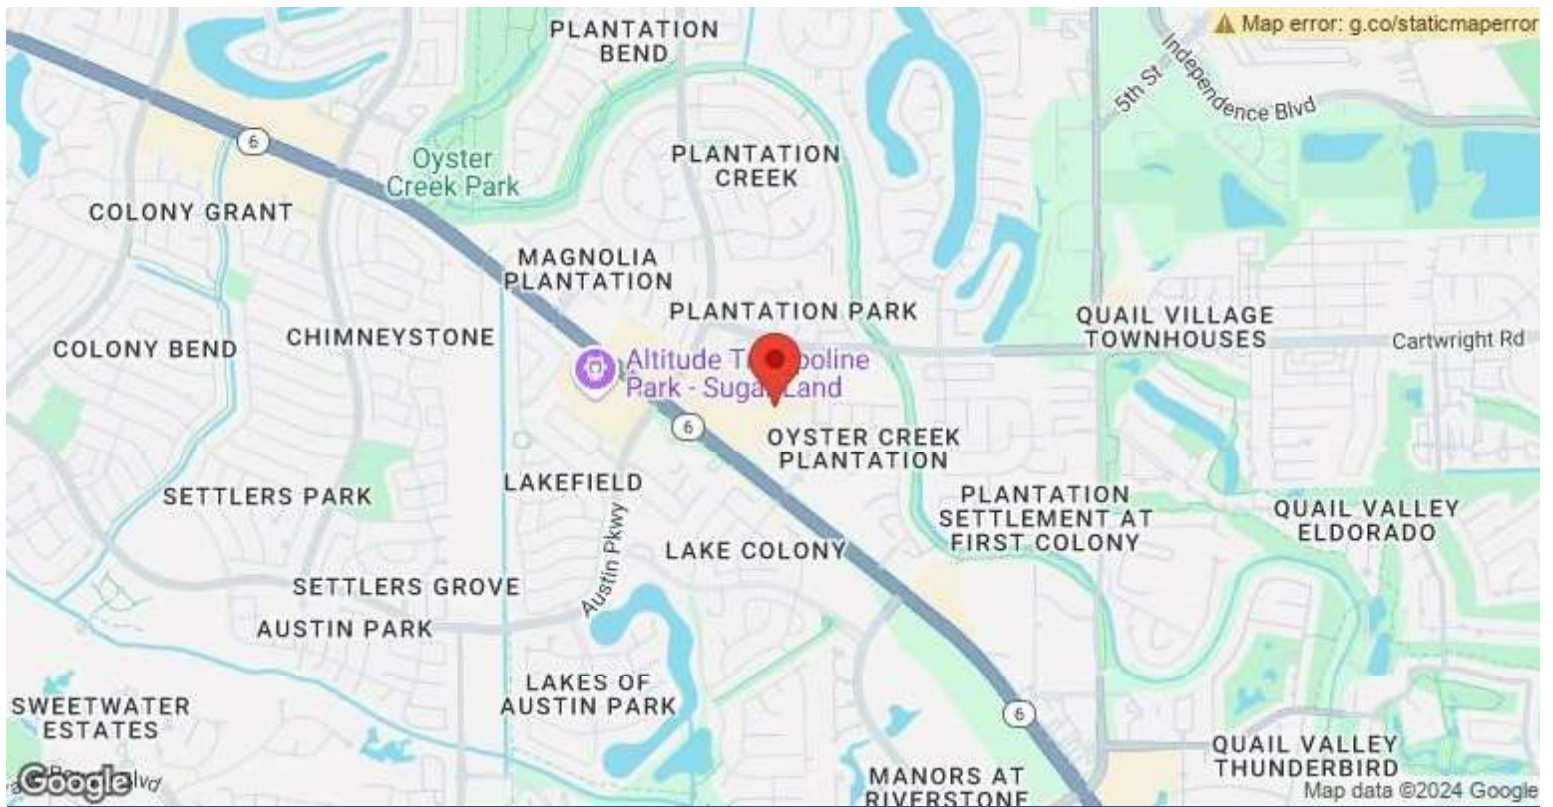 PLANTATION
BEND
Map error: g.co/staticmaperror
Independence Blvd
5th St
6
Oyster
Creek Park
PLANTATION
CREEK
COLONY GRANT
MAGNOLIA
PLANTATION
PLANTATION PARK
QUAIL VILLAGE
TOWNHOUSES
Cartwright Rd
CHIMNEYSTONE
COLONY BEND
Altitude
Park -
Land
6
OYSTER CREEK
PLANTATION
LAKEFIELD
SETTLERS PARK
PLANTATION
SETTLEMENT AT
FIRST COLONY
QUAIL VALLEY
ELDORADO
Austin Pkwy
LAKE COLONY
SETTLERS GROVE
AUSTIN PARK
LAKES OF
AUSTIN PARK
SWEETWATER
ESTATES
6
QUAIL VALLEY
THUNDERBIRD
MANORS AT
RIVERSTONE
Google
Map data ©2024 Google